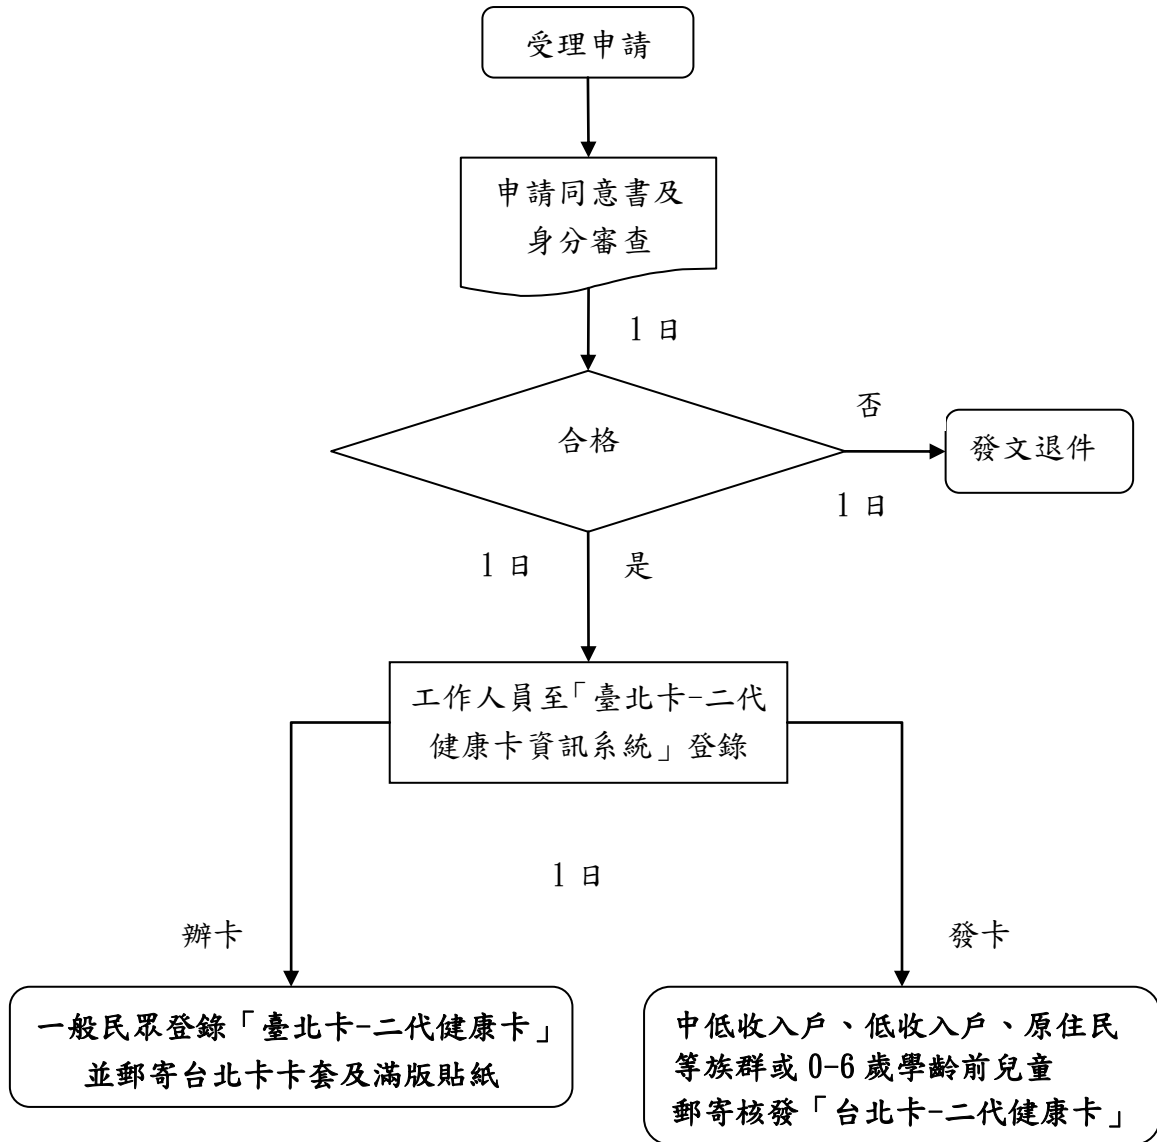 受理申請
申請同意書及
身分審查
1 日
合格
否
發文退件
1 日
1 日
是
工作人員至「臺北卡-二代
健康卡資訊系統」登錄
1 日
辦卡
發卡
一般民眾登錄「臺北卡-二代健康卡」
並郵寄台北卡卡套及滿版貼紙
中低收入戶、低收入戶、原住民
等族群或 0-6 歲學齡前兒童
郵寄核發「台北卡-二代健康卡」